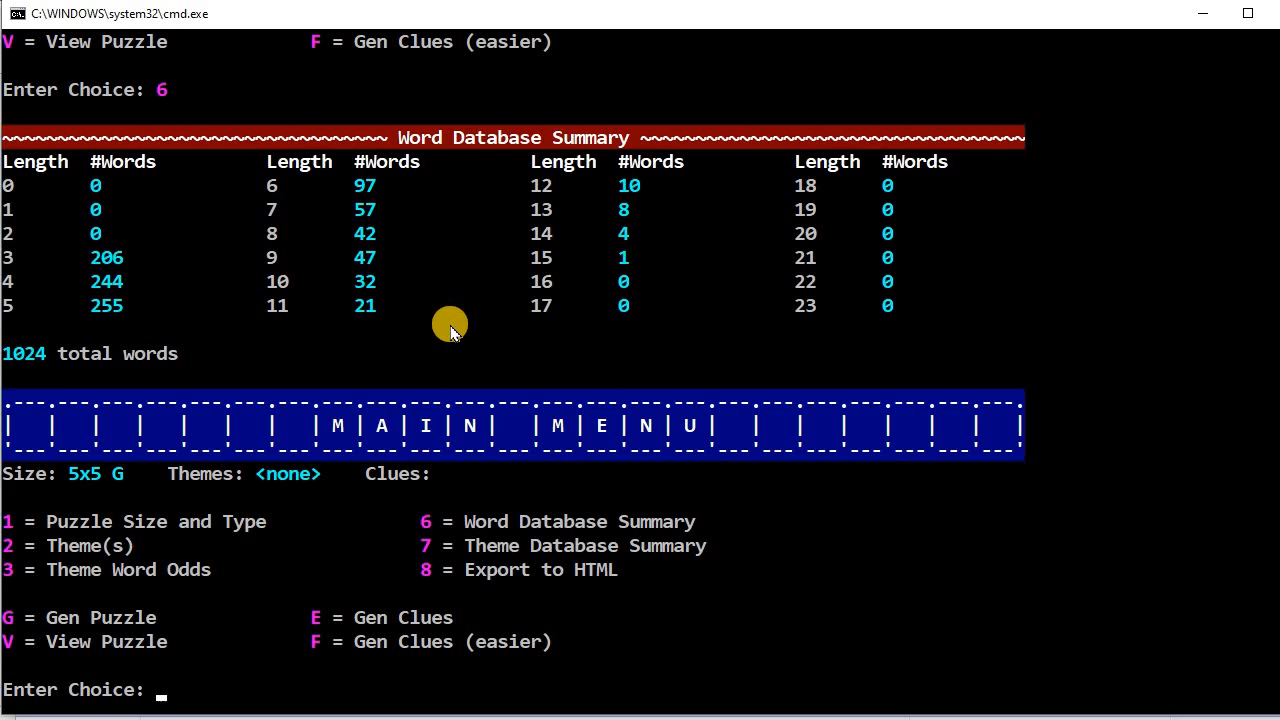 C:\WINDOWS\system32\cmd.exe
V = View Puzzle F = Gen Clues (easier)
Enter Choice: 6
~~~~~~~~~~~~~~~~~~~~~~~~~~~~~~~~~~~ Word Database Summary ~~~~~~~~~~~~~~~~~~~~~~~~~~~~~~~~~~~
Length #Words Length #Words Length #Words Length #Words
0 0 6 97 12 10 18 0
1 0 7 57 13 8 19 0
2 0 8 42 14 4 20 0
3 206 9 47 15 1 21 0
4 244 10 32 16 0 22 0
5 255 11 21 17 0 23 0
1024 total words
.---.---.---.---.---.---.---.---.---.---.---.---.---.---.---.---.---.---.---.---.---.---.---.
| | | | | | | | M | A | I | N | | M | E | N | U | | | | | | | |
'---'---'---'---'---'---'---'---'---'---'---'---'---'---'---'---'---'---'---'---'---'---'---'
Size: 5x5 G Themes: <none> Clues:
1 = Puzzle Size and Type 6 = Word Database Summary
2 = Theme(s) 7 = Theme Database Summary
3 = Theme Word Odds 8 = Export to HTML
G = Gen Puzzle E = Gen Clues
V = View Puzzle F = Gen Clues (easier)
Enter Choice: